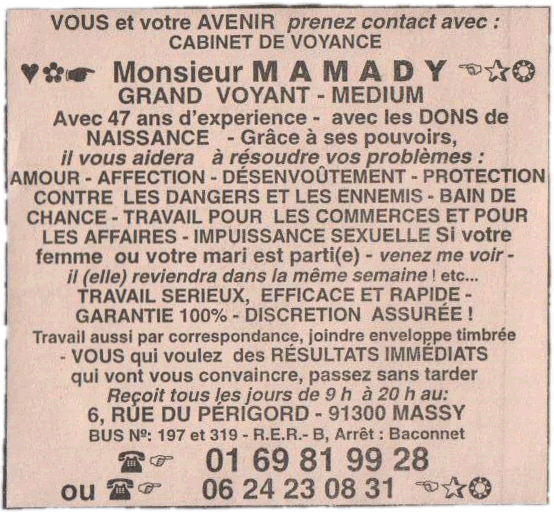 VOUS et votre AVENIR prenez contact avec :
CABINET DE VOYANCE
Monsieur MAMADY
GRAND VOYANT - MEDIUM
Avec 47 ans d'experience - avec les DONS de
NAISSANCE - Grâce à ses pouvoirs,
il vous aidera à résoudre vos problèmes :
AMOUR - AFFECTION - DÉSENVOÛTEMENT - PROTECTION
CONTRE LES DANGERS ET LES ENNEMIS - BAIN DE
CHANCE - TRAVAIL POUR LES COMMERCES ET POUR
LES AFFAIRES - IMPUISSANCE SEXUELLE Si votre
femme ou votre mari est parti(e) - venez me voir -
il (elle) reviendra dans la même semaine ! etc...
TRAVAIL SERIEUX, EFFICACE ET RAPIDE -
GARANTIE 100% - DISCRETION ASSURÉE !
Travail aussi par correspondance, joindre enveloppe timbrée
- VOUS qui voulez des RÉSULTATS IMMÉDIATS
qui vont vous convaincre, passez sans tarder
Reçoit tous les jours de 9 h à 20 h au:
6, RUE DU PÉRIGORD - 91300 MASSY
BUS Nº: 197 et 319 - R.E.R.- B, Arrêt : Baconnet
01 69 81 99 28
ou 06 24 23 08 31